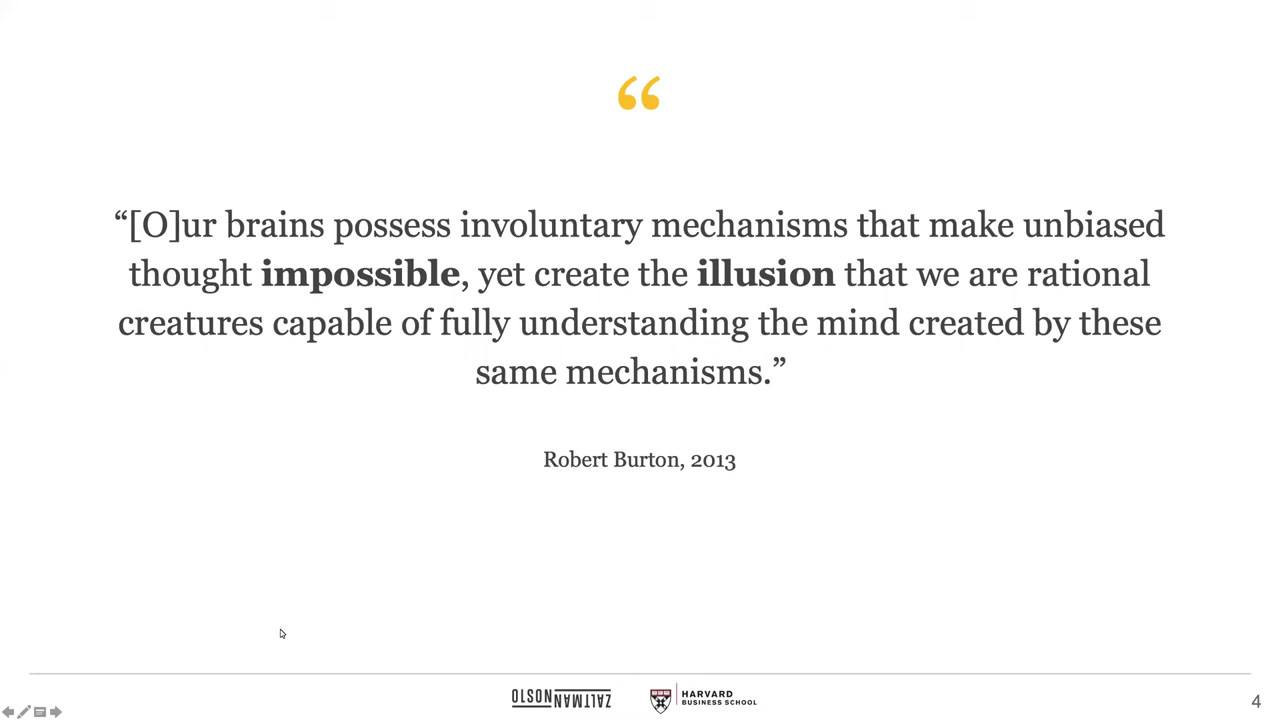 “
“[O]ur brains possess involuntary mechanisms that make unbiased
thought impossible, yet create the illusion that we are rational
creatures capable of fully understanding the mind created by these
same mechanisms.”
Robert Burton, 2013
OLSON ZALTMAN
HARVARD
BUSINESS SCHOOL
4